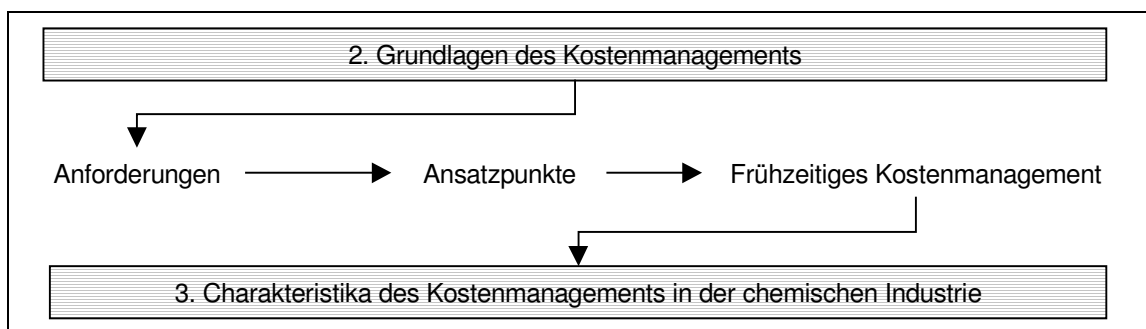 2. Grundlagen des Kostenmanagements
Anforderungen Ansatzpunkte Frühzeitiges Kostenmanagement
3. Charakteristika des Kostenmanagements in der chemischen Industrie